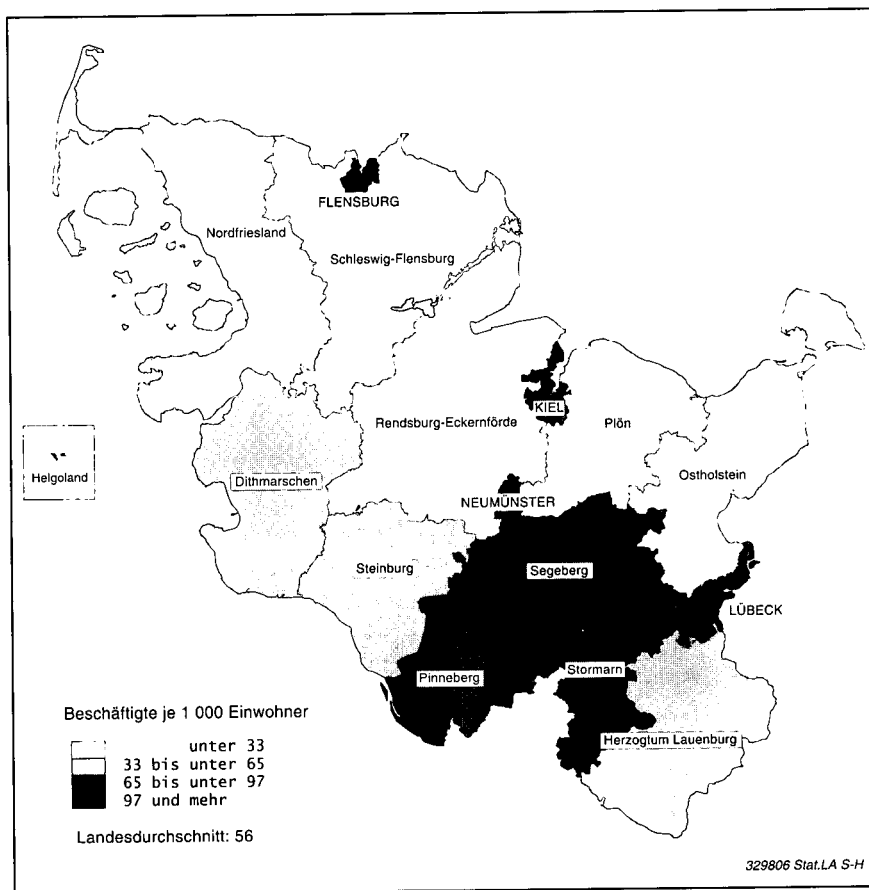 FLENSBURG
Nordfriesland
Schleswig-Flensburg
KIEL
Rendsburg-Eckernförde
Plön
Helgoland
Dithmarschen
Ostholstein
NEUMÜNSTER
Steinburg
Segeberg
LÜBECK
Stormarn
Pinneberg
Herzogtum Lauenburg
Beschäftigte je 1 000 Einwohner
unter 33
33 bis unter 65
65 bis unter 97
97 und mehr
Landesdurchschnitt: 56
329806 Stat.LA S-H